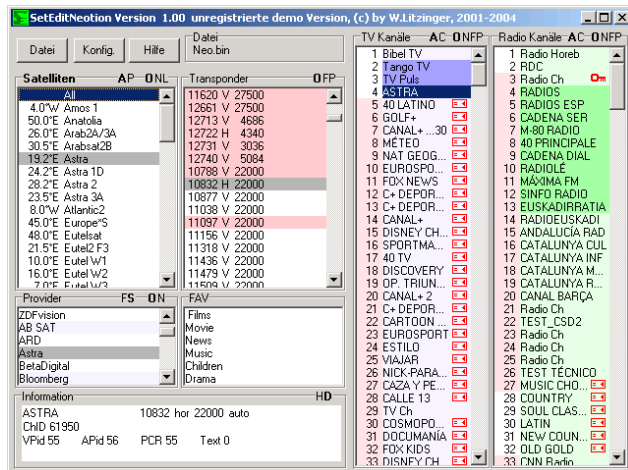 SetEditNeotion Version 1.00 unregistrierte demo Version, (c) by W.Litzinger, 2001-2004
Datei Konfig. Hilfe
Datei
Neo.bin
Satelliten AP ONL
All
4.0°W Amos 1
50.0°E Anatolia
26.0°E Arab2A/3A
30.5°E Arabsat2B
19.2°E Astra
24.2°E Astra 1D
28.2°E Astra 2
23.5°E Astra 3A
8.0°W Atlantic2
45.0°E Europe*S
48.0°E Eutelsat
21.5°E Eutel2 F3
10.0°E Eutel W1
16.0°E Eutel W2
7.0°E Eutel W3
Transponder OFP
11620 V 27500
12661 V 27500
12713 V 4686
12722 H 4340
12731 V 3036
12740 V 5084
10788 V 22000
10832 H 22000
10877 V 22000
11038 V 22000
11097 V 22000
11156 V 22000
11318 V 22000
11436 V 22000
11479 V 22000
11509 V 22000
Provider FS ON
ZDFvision
AB SAT
ARD
Astra
BetaDigital
Bloomberg
FAV
Films
Movie
News
Music
Children
Drama
Information HD
ASTRA 10832 hor 22000 auto
ChID 61950
VPid 55 APid 56 PCR 55 Text 0
TV Kanäle AC ONFP
1 Bibel TV
2 Tango TV
3 TV Puls
4 ASTRA
5 40 LATINO
6 GOLF+
7 CANAL+ ...30
8 MÉTEO
9 NAT GEOG...
10 EUROSPO...
11 FOX NEWS
12 C+ DEPOR...
13 C+ DEPOR...
14 CANAL+
15 DISNEY CH...
16 SPORTMA...
17 40 TV
18 DISCOVERY
19 OP. TRIUN...
20 CANAL+ 2
21 C+ DEPOR...
22 CARTOON ...
23 EUROSPORT
24 ESTILO
25 VIAJAR
26 NICK-PARA...
27 CAZA Y PE...
28 CALLE 13
29 TV Ch
30 COSMOPO...
31 DOCUMANÍA
32 FOX KIDS
33 DISNEY CH
Radio Kanäle AC ONFP
1 Radio Horeb
2 RDC
3 Radio Ch
4 RADIOS
5 RADIOS ESP
6 CADENA SER
7 M-80 RADIO
8 40 PRINCIPALE
9 CADENA DIAL
10 RADIOLÉ
11 MÁXIMA FM
12 SINFO RADIO
13 EUSKADIRRATIA
14 RADIOEUSKADI
15 ANDALUCÍA RAD
16 CATALUNYA CUL
17 CATALUNYA INF
18 CATALUNYA M...
19 CATALUNYA R...
20 CANAL BARÇA
21 Radio Ch
22 TEST_CSD2
23 Radio Ch
24 Radio Ch
25 Radio Ch
26 TEST TÉCNICO
27 MUSIC CHO...
28 COUNTRY
29 SOUL CLAS...
30 LATIN
31 NEW COUN...
32 OLD GOLD
33 CNN Radio